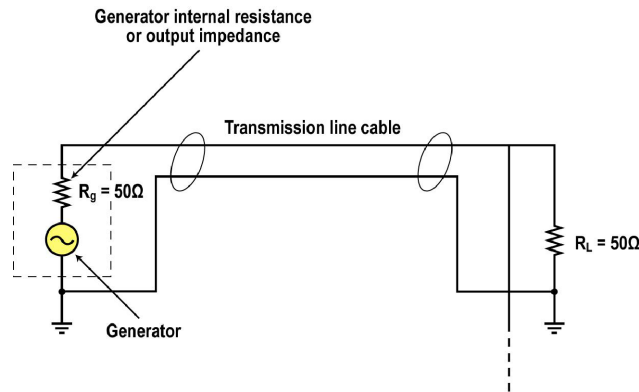 Generator internal resistance
or output impedance
Transmission line cable
Rg = 50Ω
RL = 50Ω
Generator